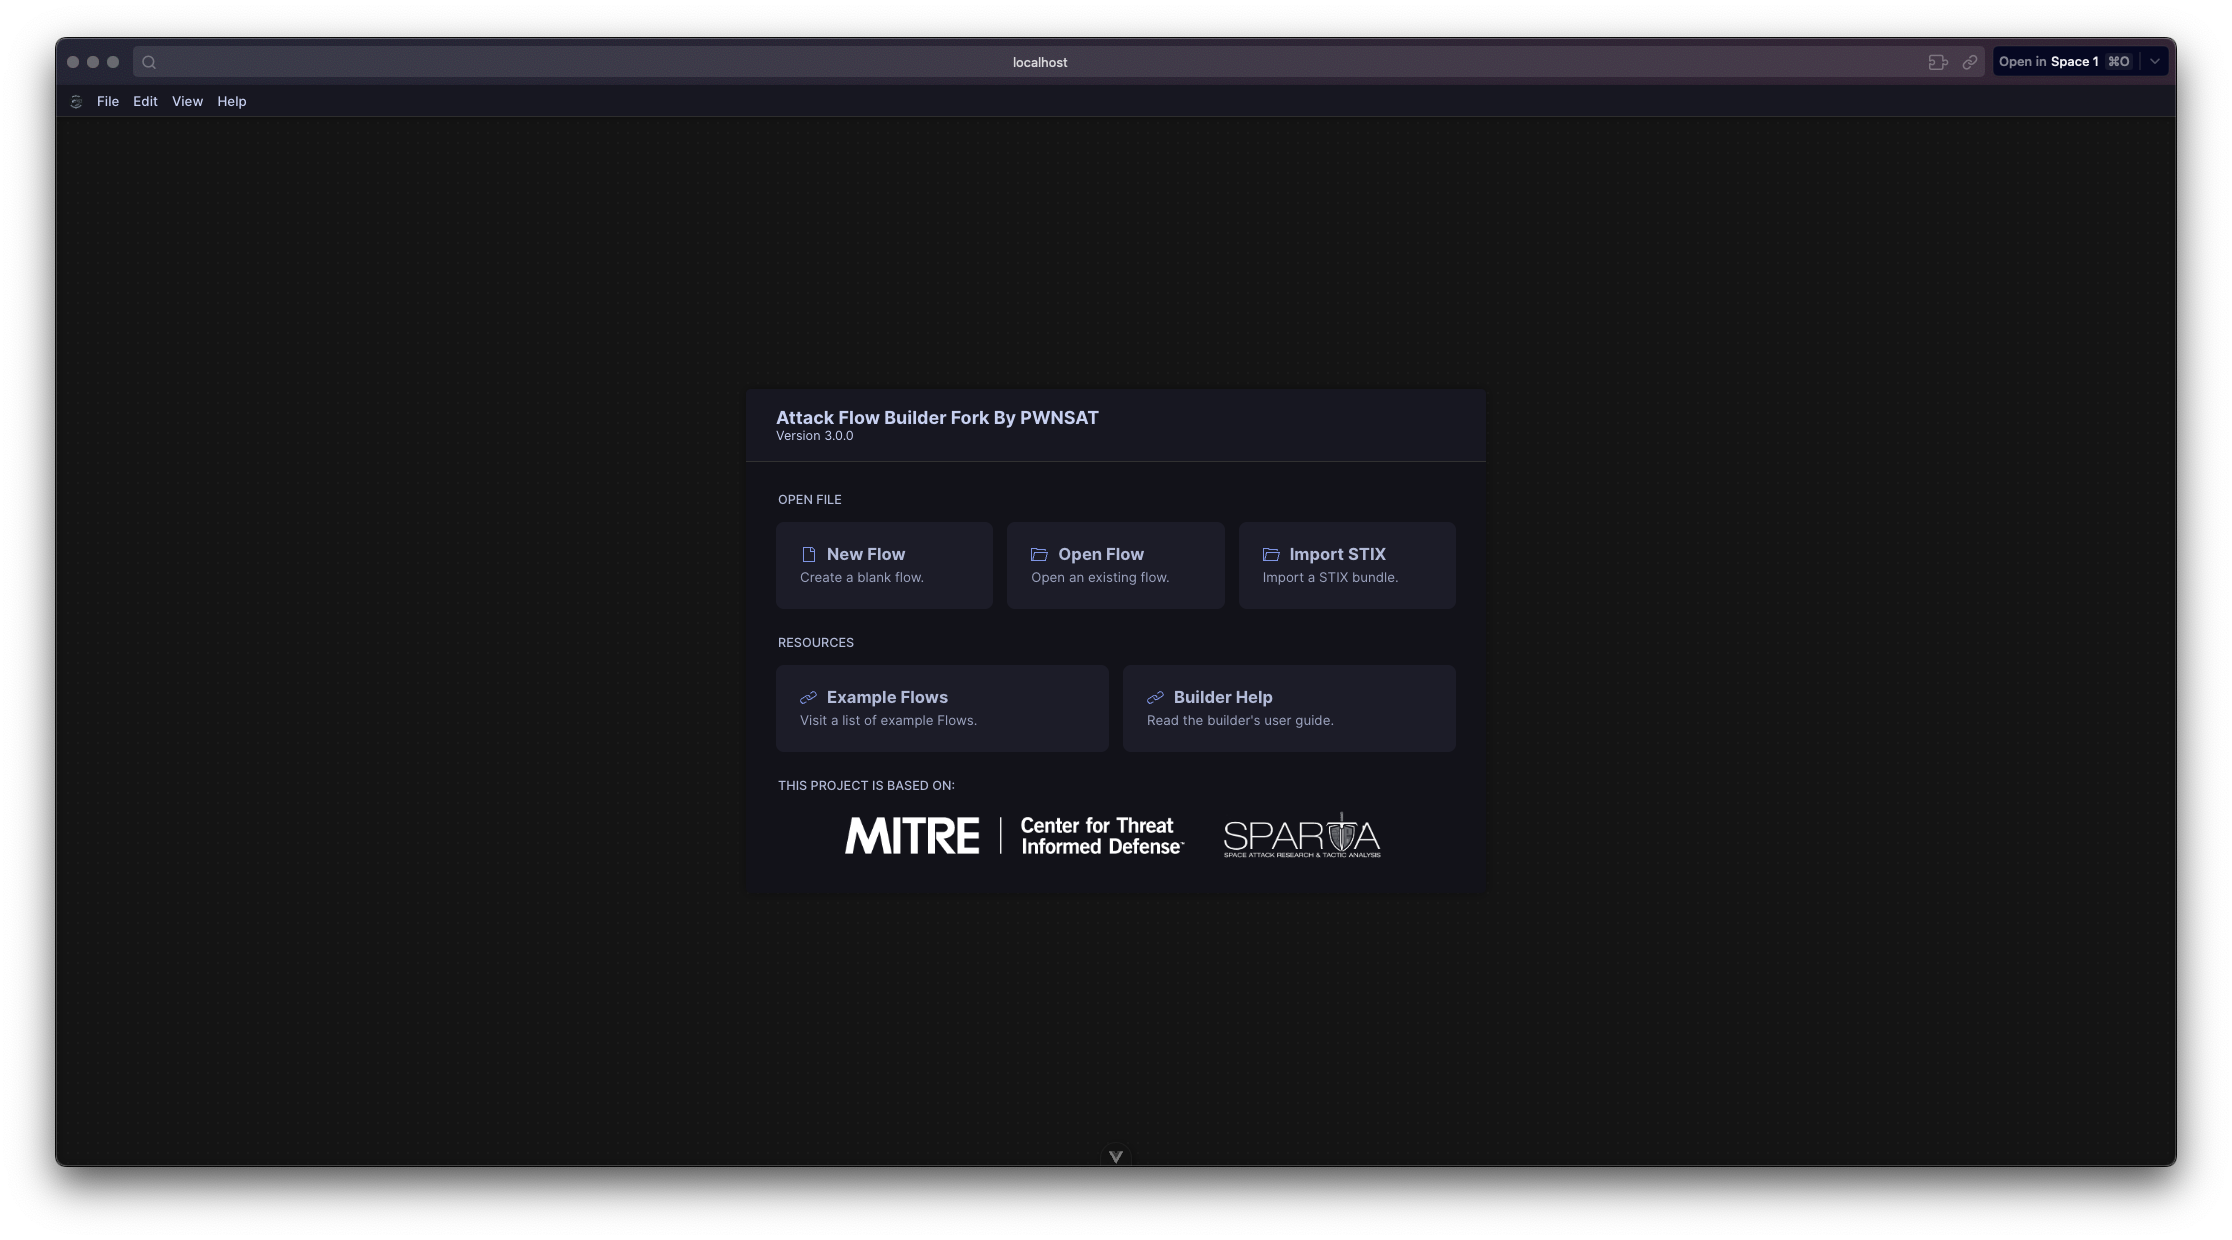 localhost
Open in Space 1 ⌘O
File Edit View Help
Attack Flow Builder Fork By PWNSAT
Version 3.0.0
OPEN FILE
New Flow
Create a blank flow.
Open Flow
Open an existing flow.
Import STIX
Import a STIX bundle.
RESOURCES
Example Flows
Visit a list of example Flows.
Builder Help
Read the builder's user guide.
THIS PROJECT IS BASED ON:
MITRE
Center for Threat
Informed Defense™
SPARTA
SPACE ATTACK RESEARCH & TACTIC ANALYSIS